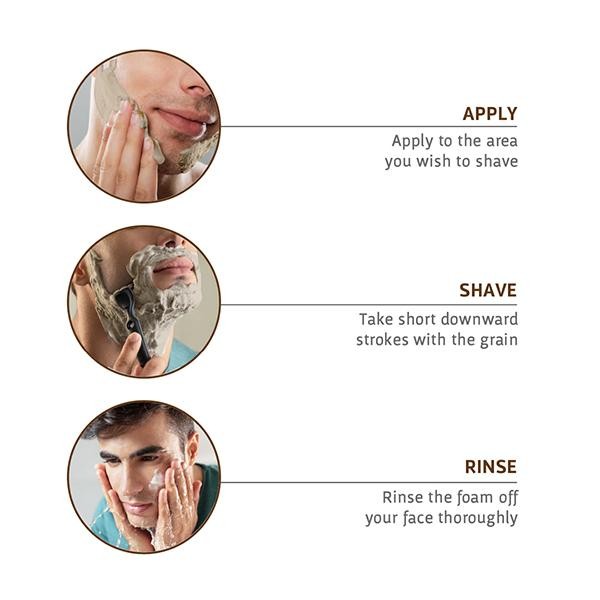 APPLY
Apply to the area
you wish to shave
SHAVE
Take short downward
strokes with the grain
RINSE
Rinse the foam off
your face thoroughly